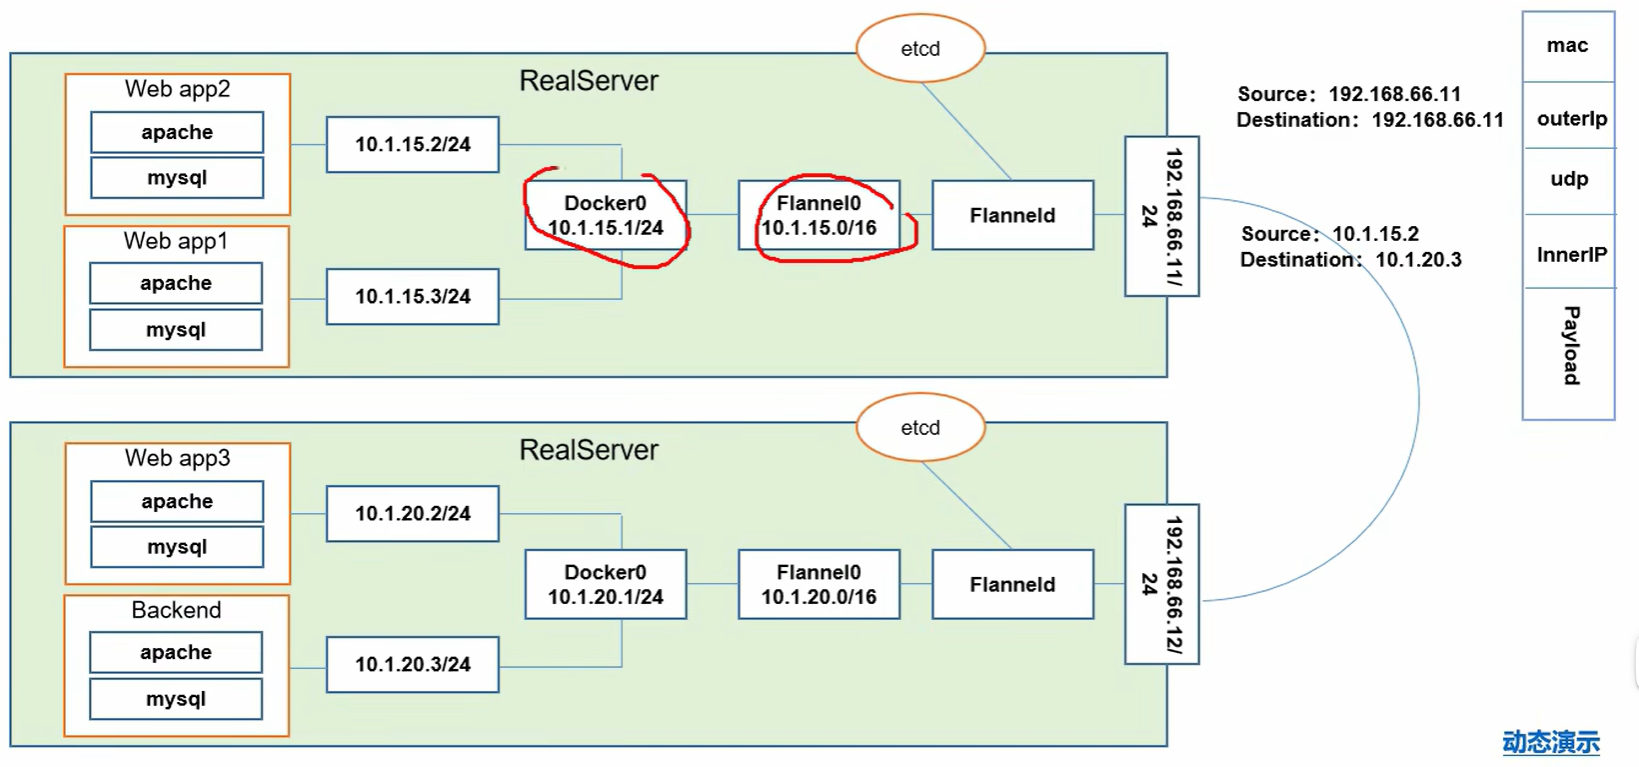 etcd
RealServer
Web app2
apache
mysql
10.1.15.2/24
Web app1
apache
mysql
10.1.15.3/24
Docker0
10.1.15.1/24
Flannel0
10.1.15.0/16
Flanneld
192.168.66.11/
24
Source：192.168.66.11
Destination：192.168.66.11
Source：10.1.15.2
Destination：10.1.20.3
mac
outerIp
udp
InnerIP
Payload
etcd
RealServer
Web app3
apache
mysql
10.1.20.2/24
Backend
apache
mysql
10.1.20.3/24
Docker0
10.1.20.1/24
Flannel0
10.1.20.0/16
Flanneld
192.168.66.12/
24
动态演示